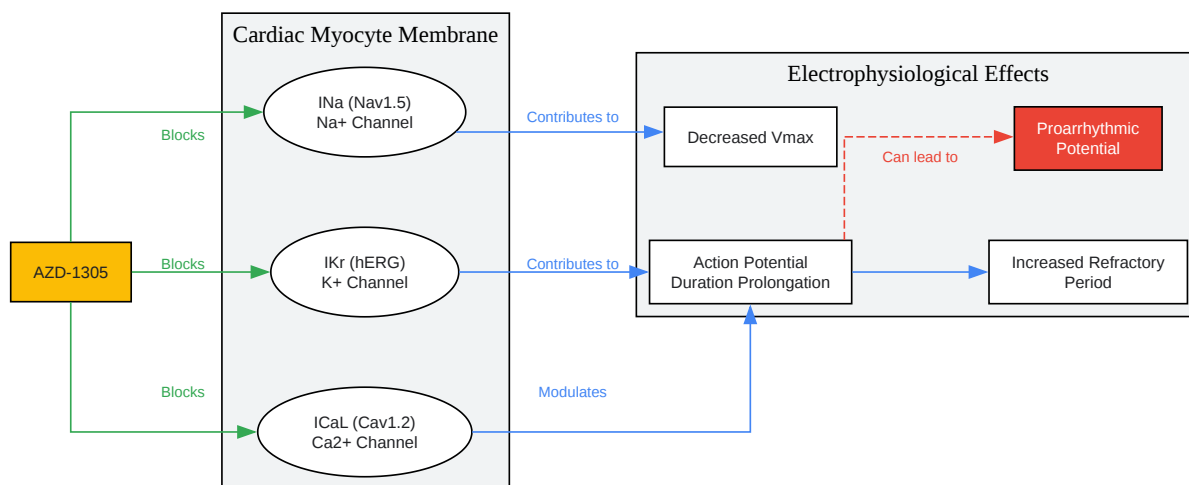 Cardiac Myocyte Membrane
Electrophysiological Effects
INa (Nav1.5)
Na+ Channel
Blocks
Contributes to
Decreased Vmax
Can lead to
Proarrhythmic
Potential
AZD-1305
Blocks
IKr (hERG)
K+ Channel
Contributes to
Action Potential
Duration Prolongation
Increased Refractory
Period
Blocks
ICaL (Cav1.2)
Ca2+ Channel
Modulates